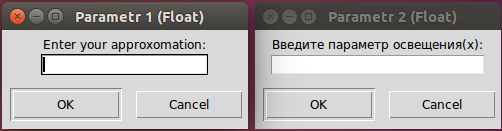 Parametr 1 (Float)
Enter your approxomation:
OK Cancel
Parametr 2 (Float)
Введите параметр освещения(x):
OK Cancel